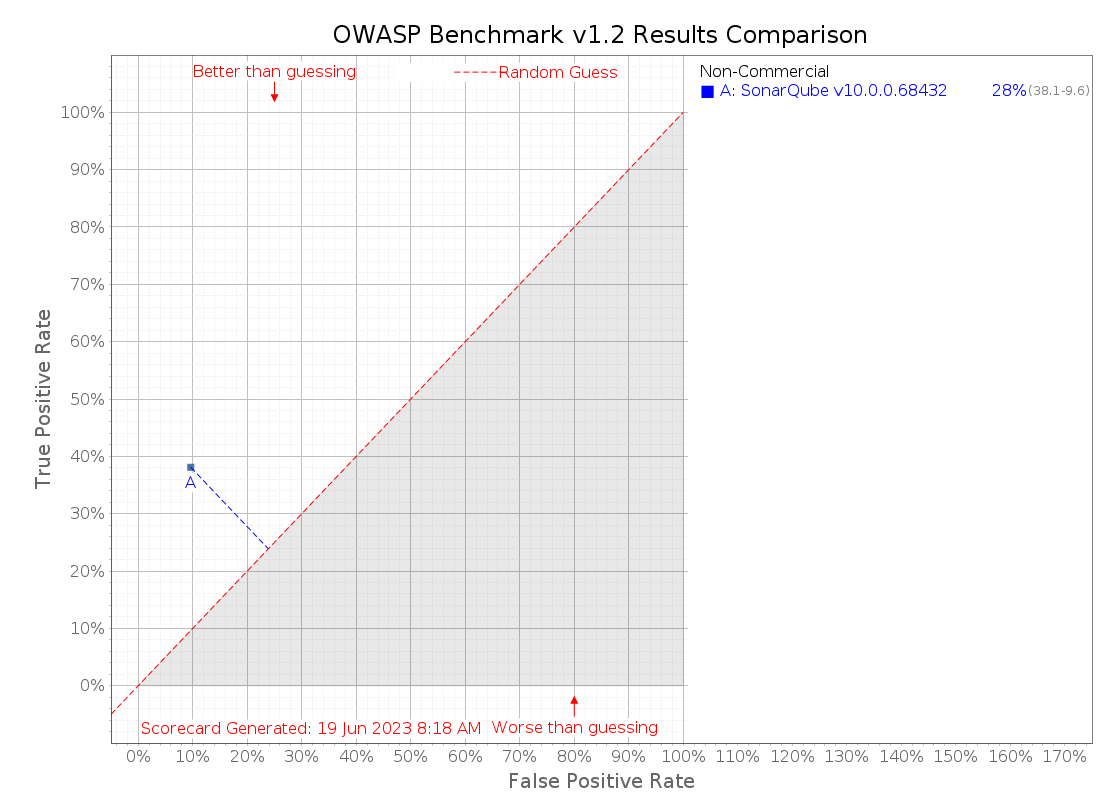 OWASP Benchmark v1.2 Results Comparison
Better than guessing
Random Guess
Non-Commercial
A: SonarQube v10.0.0.68432 28%(38.1-9.6)
100%
90%
80%
70%
60%
50%
40%
30%
20%
10%
0%
True Positive Rate
A
Scorecard Generated: 19 Jun 2023 8:18 AM
Worse than guessing
0% 10% 20% 30% 40% 50% 60% 70% 80% 90% 100% 110% 120% 130% 140% 150% 160% 170%
False Positive Rate